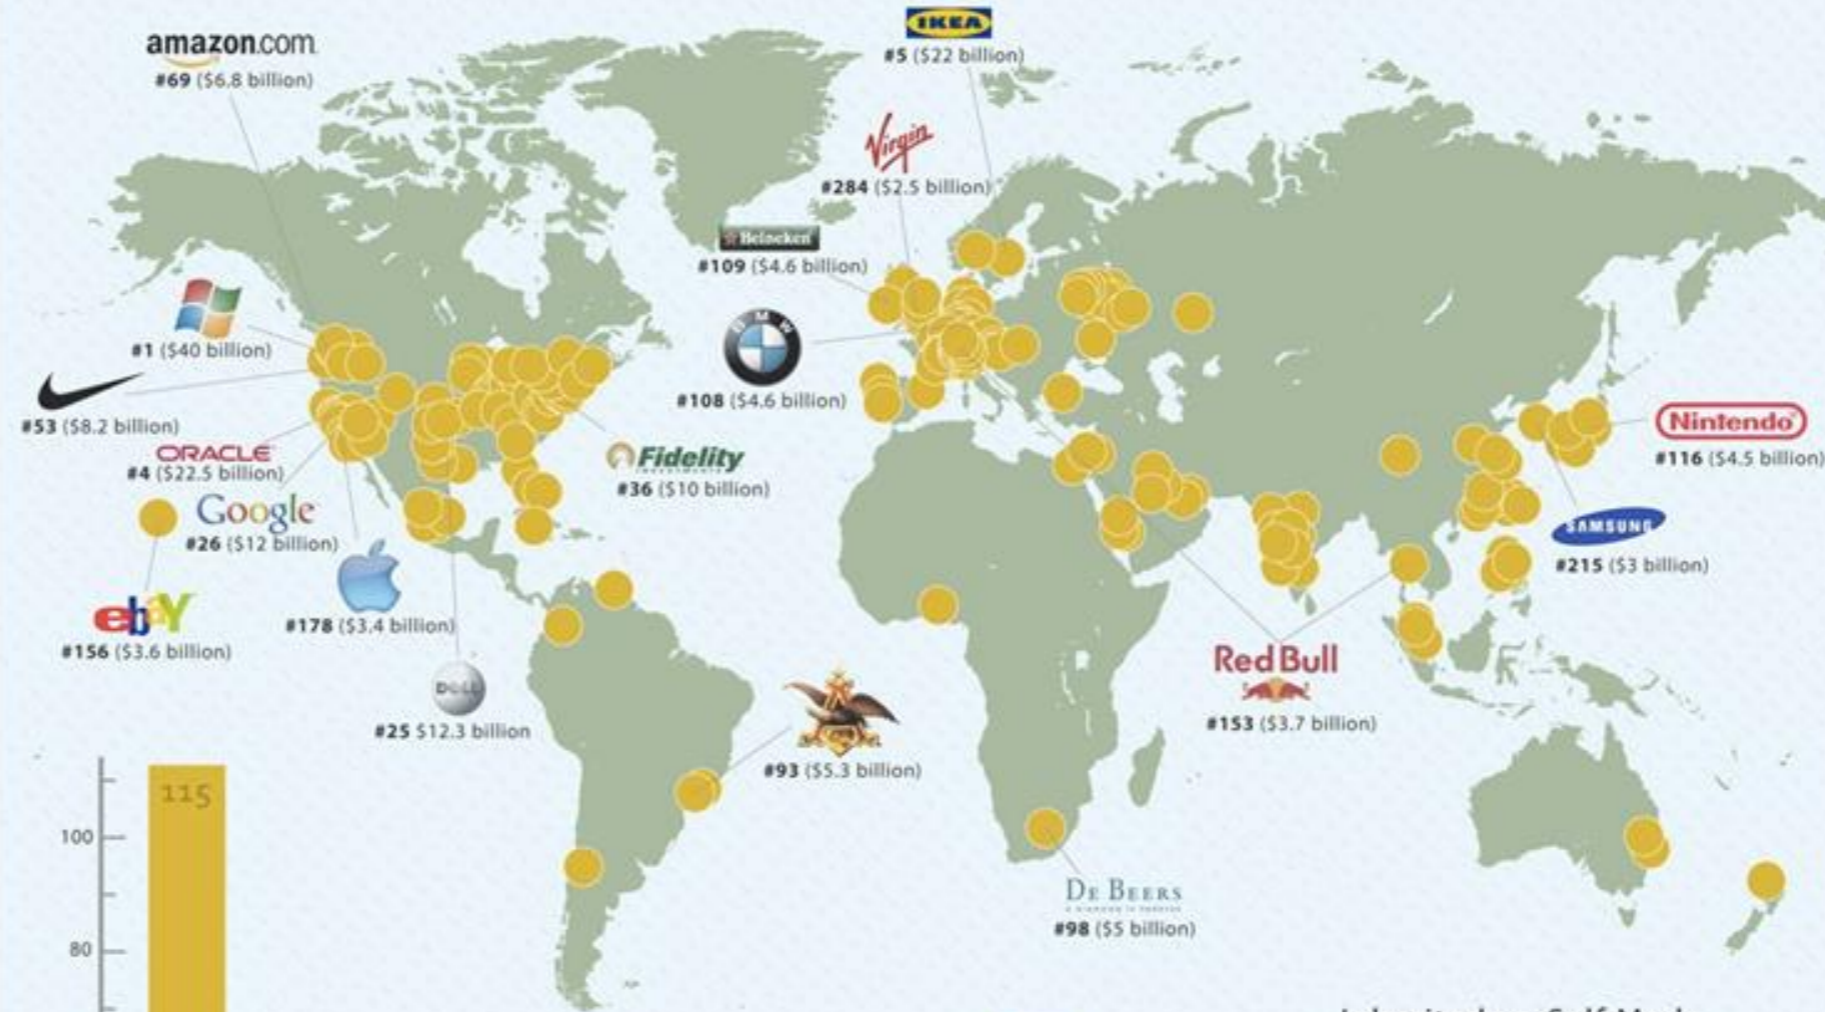 IKEA
#5 ($22 billion)
amazon.com
#69 ($6.8 billion)
Virgin
#284 ($2.5 billion)
Heineken
#109 ($4.6 billion)
#1 ($40 billion)
BMW
#108 ($4.6 billion)
#53 ($8.2 billion)
ORACLE
#4 ($22.5 billion)
Fidelity
#36 ($10 billion)
Nintendo
#116 ($4.5 billion)
Google
#26 ($12 billion)
SAMSUNG
#215 ($3 billion)
ebaY
#156 ($3.6 billion)
#178 ($3.4 billion)
DELL
#25 $12.3 billion
Red Bull
#153 ($3.7 billion)
#93 ($5.3 billion)
115
100
80
DE BEERS
A DIAMOND IS FOREVER
#98 ($5 billion)